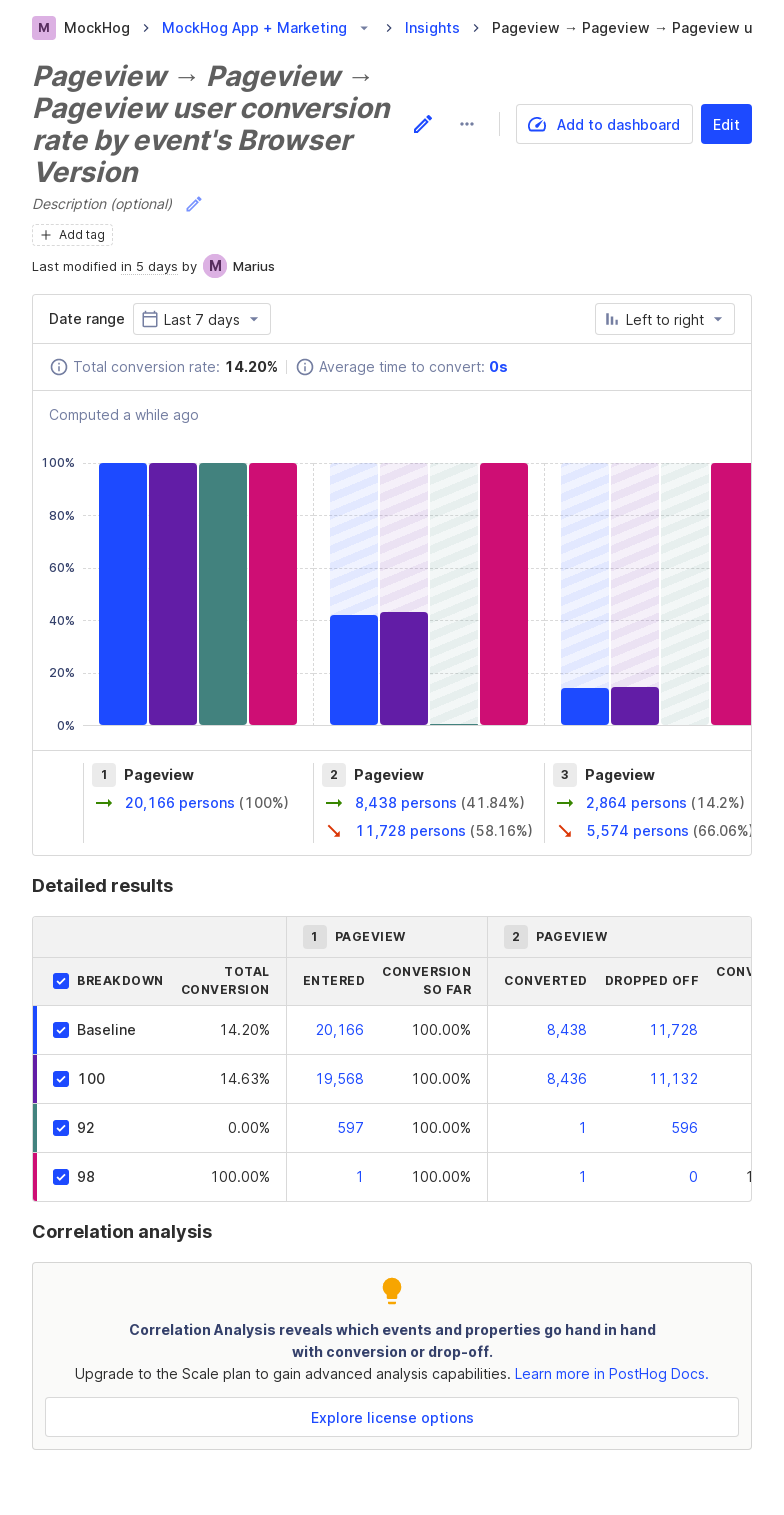 M MockHog > MockHog App + Marketing > Insights > Pageview → Pageview → Pageview u
Pageview → Pageview →
Pageview user conversion
rate by event's Browser
Version
Add to dashboard
Edit
Description (optional)
+ Add tag
Last modified in 5 days by M Marius
Date range Last 7 days
Left to right
Total conversion rate: 14.20%
Average time to convert: 0s
Computed a while ago
100%
80%
60%
40%
20%
0%
1 Pageview
20,166 persons (100%)
2 Pageview
8,438 persons (41.84%)
11,728 persons (58.16%)
3 Pageview
2,864 persons (14.2%)
5,574 persons (66.06%)
Detailed results
1 PAGEVIEW 2 PAGEVIEW
BREAKDOWN TOTAL CONVERSION ENTERED CONVERSION SO FAR CONVERTED DROPPED OFF CONV
Baseline 14.20% 20,166 100.00% 8,438 11,728
100 14.63% 19,568 100.00% 8,436 11,132
92 0.00% 597 100.00% 1 596
98 100.00% 1 100.00% 1 0 1
Correlation analysis
Correlation Analysis reveals which events and properties go hand in hand
with conversion or drop-off.
Upgrade to the Scale plan to gain advanced analysis capabilities. Learn more in PostHog Docs.
Explore license options